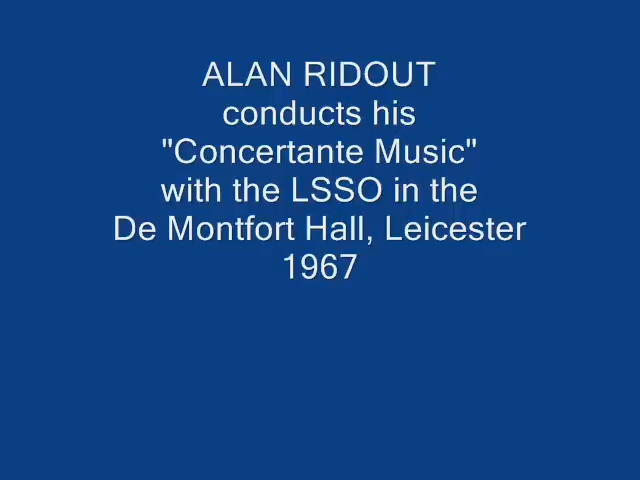 ALAN RIDOUT
conducts his
"Concertante Music"
with the LSSO in the
De Montfort Hall, Leicester
1967